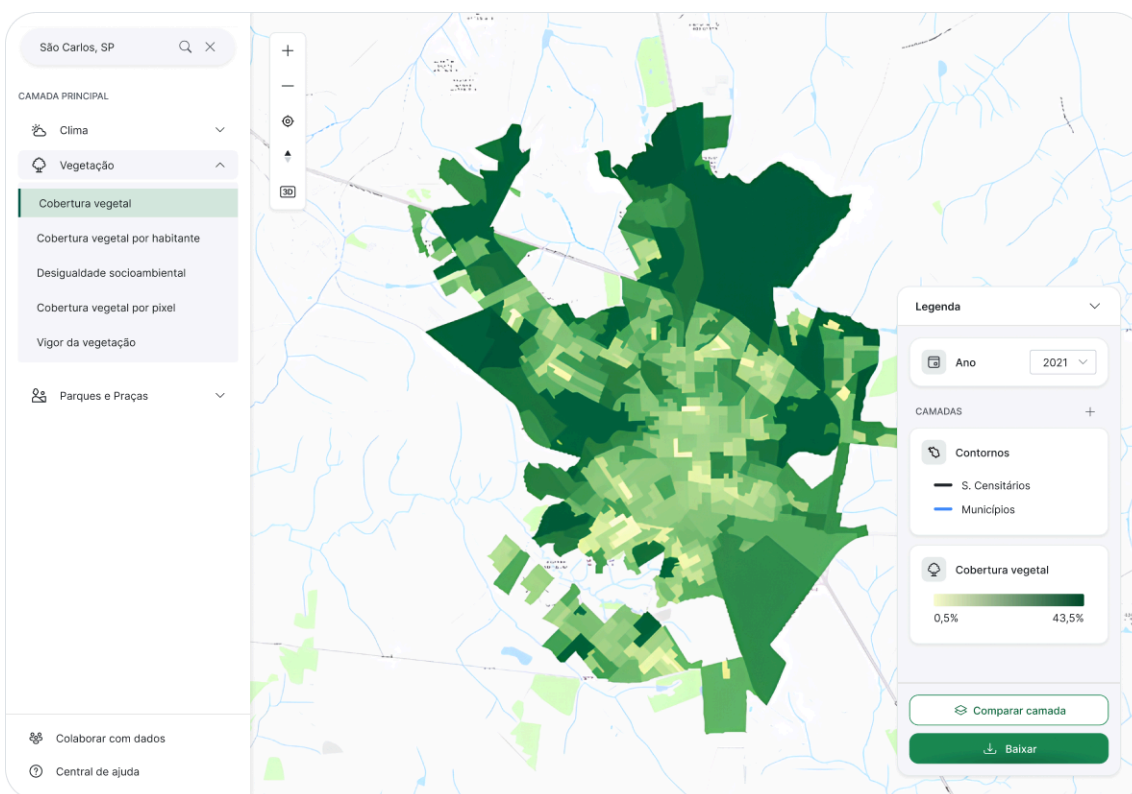 São Carlos, SP
CAMADA PRINCIPAL
Clima
Vegetação
Cobertura vegetal
Cobertura vegetal por habitante
Desigualdade socioambiental
Cobertura vegetal por pixel
Vigor da vegetação
Parques e Praças
Colaborar com dados
Central de ajuda
3D
Legenda
Ano
2021
CAMADAS
Contornos
S. Censitários
Municípios
Cobertura vegetal
0,5% 43,5%
Comparar camada
Baixar